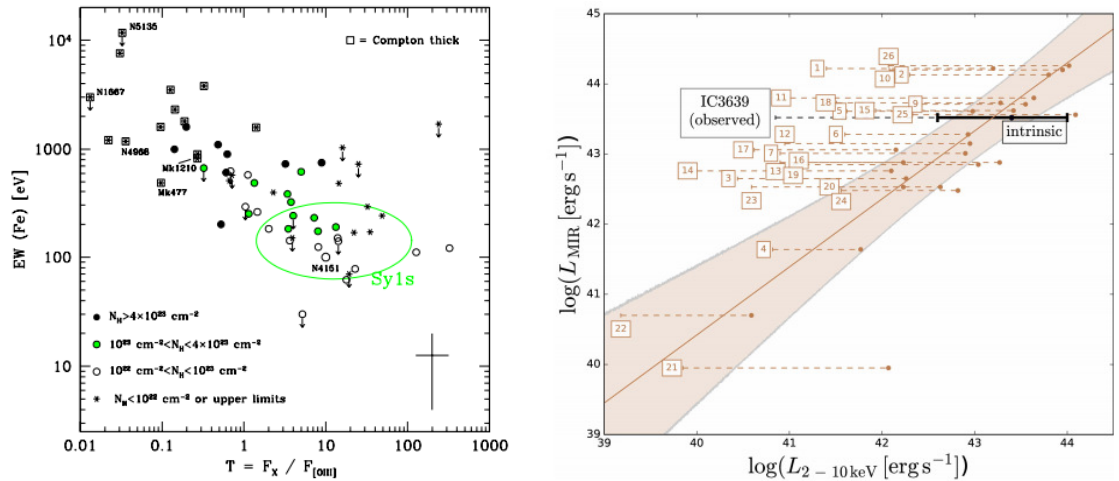 N5135
= Compton thick
N1667
N4968
Mk1210
Mk477
N4151
Sy1s
N_H>4×10²³ cm⁻²
10²³ cm⁻²<N_H<4×10²³ cm⁻²
10²² cm⁻²<N_H<10²³ cm⁻²
N_H<10²² cm⁻² or upper limits
EW (Fe) [eV]
10⁴
1000
100
10
0.01 0.1 1 10 100 1000
T = F_X / F_[OIII]
log(L_MIR [erg s⁻¹])
45
44
43
42
41
40
39
26
1
10
2
11
18
5
15
9
25
IC3639
(observed)
intrinsic
12
6
17
7
16
14
13
19
3
20
23
24
4
22
21
39 40 41 42 43 44
log(L_2 − 10 keV [erg s⁻¹])